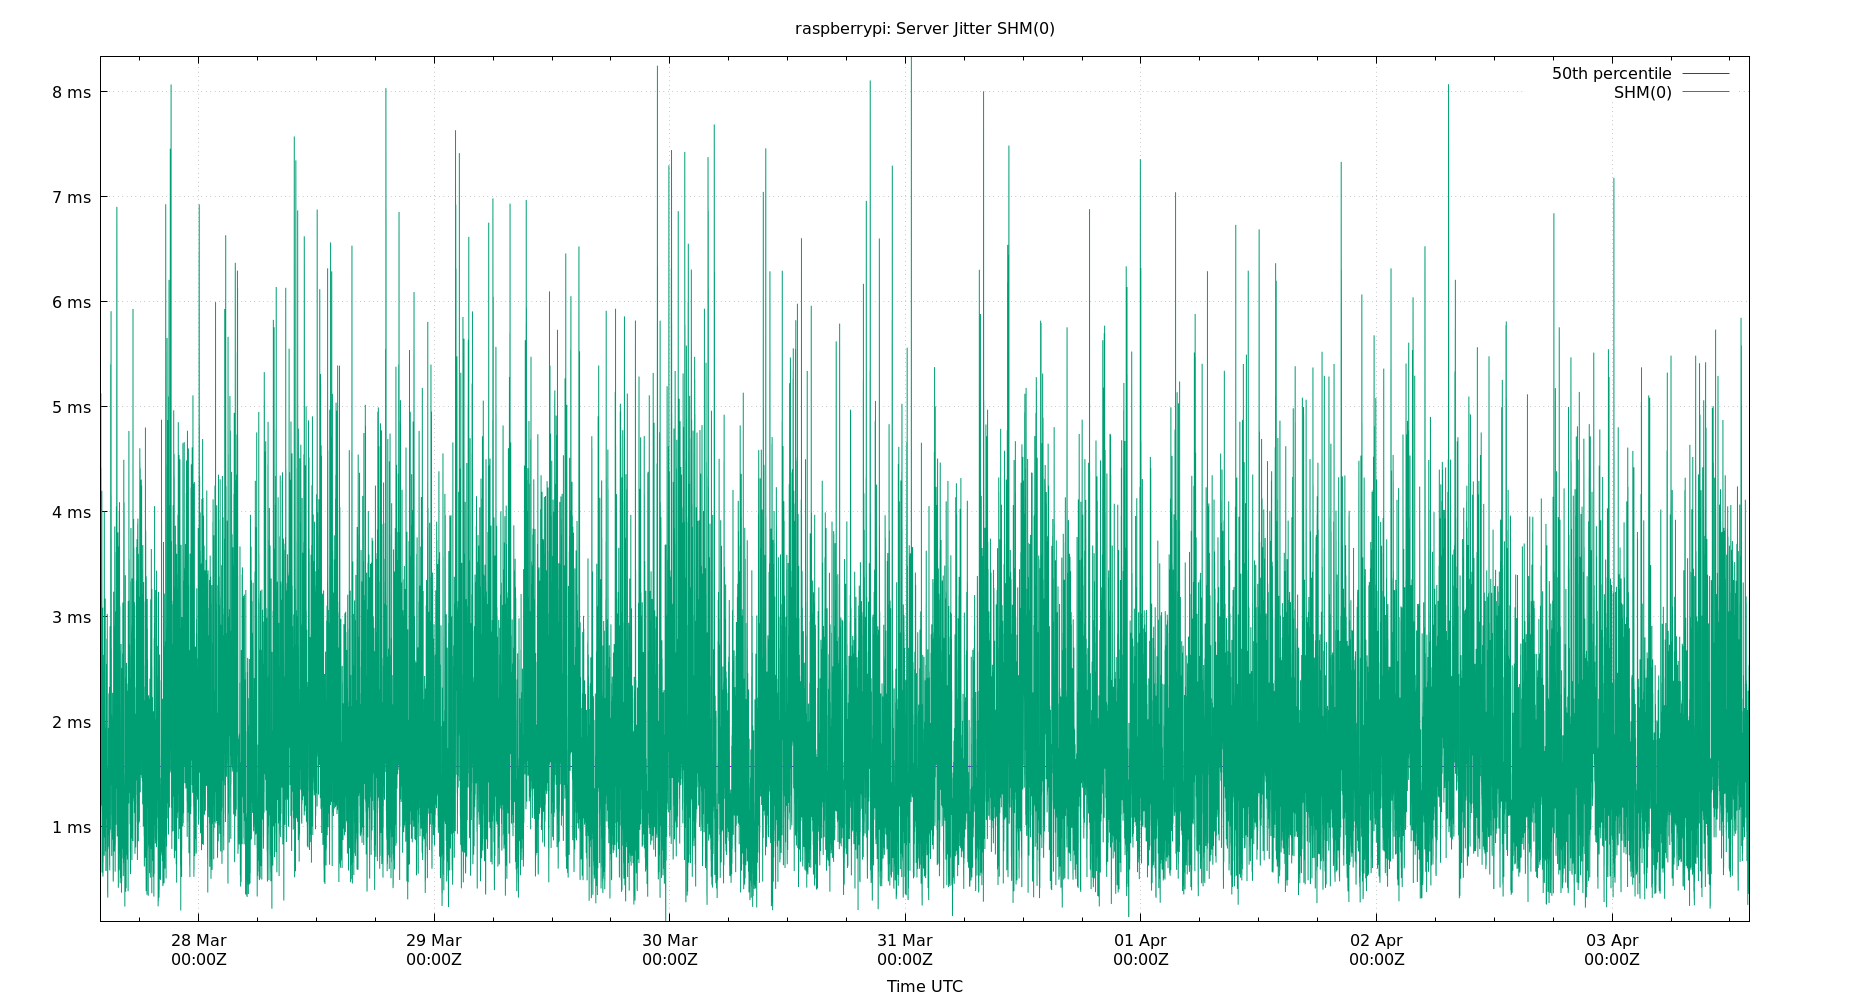 raspberrypi: Server Jitter SHM(0)
50th percentile
SHM(0)
8 ms
7 ms
6 ms
5 ms
4 ms
3 ms
2 ms
1 ms
28 Mar 29 Mar 30 Mar 31 Mar 01 Apr 02 Apr 03 Apr
00:00Z 00:00Z 00:00Z 00:00Z 00:00Z 00:00Z 00:00Z
Time UTC